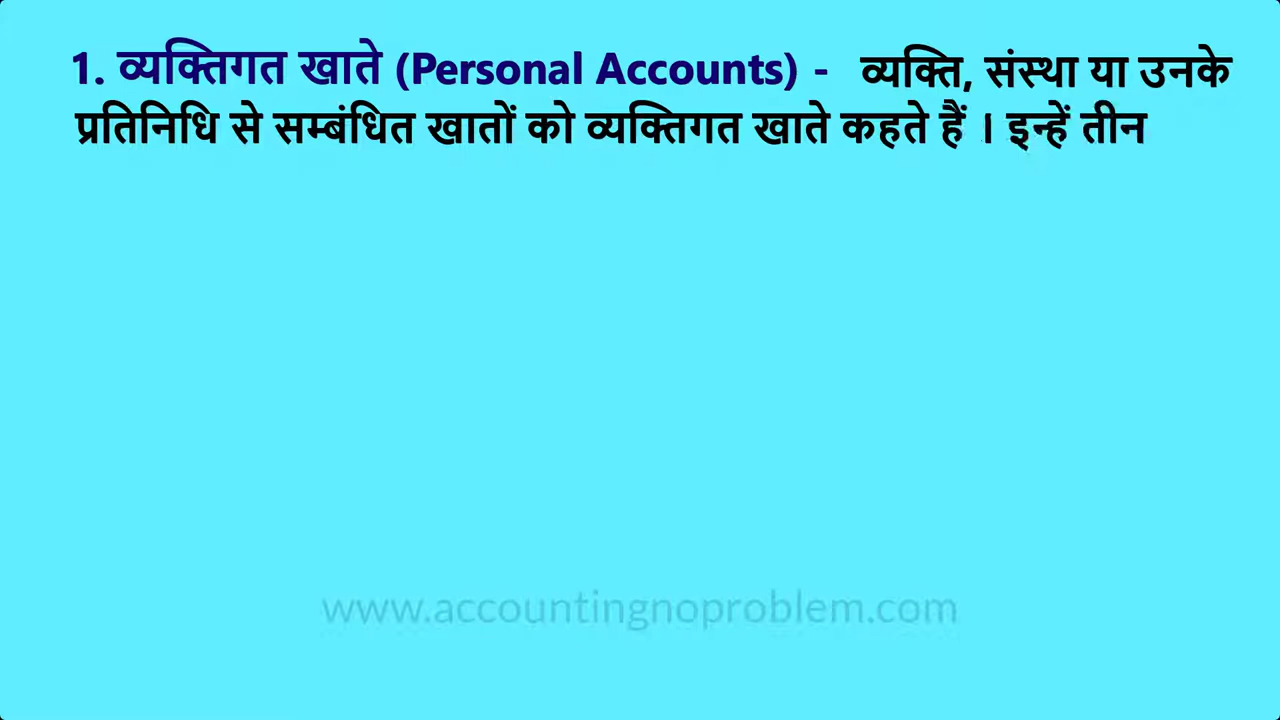 1. व्यक्तिगत खाते (Personal Accounts) - व्यक्ति, संस्था या उनके
प्रतिनिधि से सम्बंधित खातों को व्यक्तिगत खाते कहते हैं । इन्हें तीन
www.accountingnoproblem.com